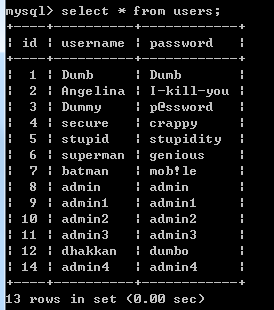 mysql> select * from users;
+----+----------+------------+
| id | username | password   |
+----+----------+------------+
|  1 | Dumb     | Dumb       |
|  2 | Angelina | I-kill-you |
|  3 | Dummy    | p@ssword   |
|  4 | secure   | crappy     |
|  5 | stupid   | stupidity  |
|  6 | superman | genious    |
|  7 | batman   | mob!le     |
|  8 | admin    | admin      |
|  9 | admin1   | admin1     |
| 10 | admin2   | admin2     |
| 11 | admin3   | admin3     |
| 12 | dhakkan  | dumbo      |
| 14 | admin4   | admin4     |
+----+----------+------------+
13 rows in set (0.00 sec)